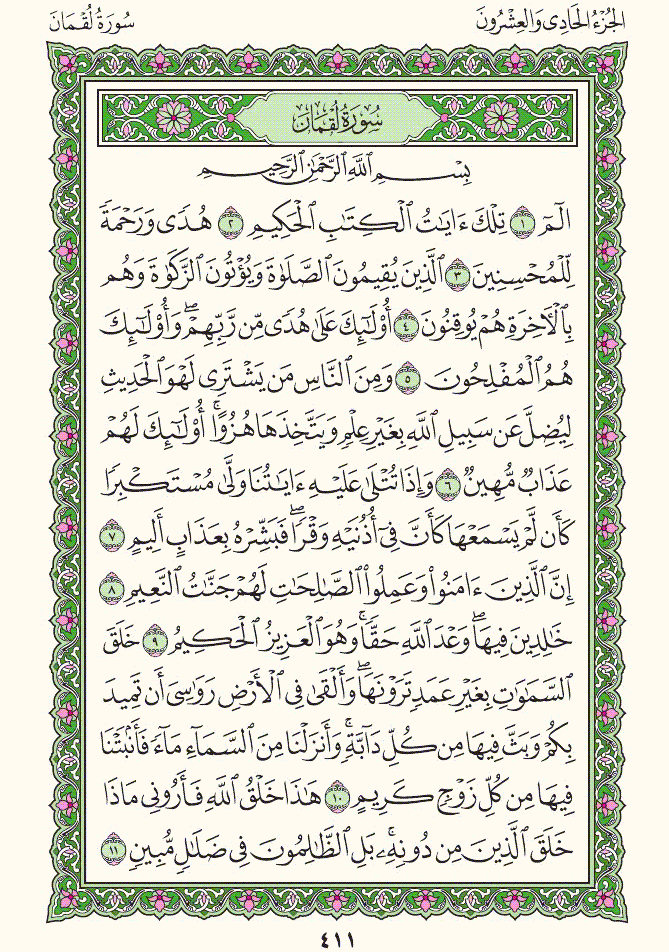 الجُزْءُ الحَادِى وَالعِشْرُونَ
سُورَةُ لُقْمَانَ
سُورَةُ لُقْمَانَ
بِسْمِ ٱللَّهِ ٱلرَّحْمَٰنِ ٱلرَّحِيمِ
الٓمٓ ١ تِلْكَ ءَايَٰتُ ٱلْكِتَٰبِ ٱلْحَكِيمِ ٢ هُدًى وَرَحْمَةً
لِّلْمُحْسِنِينَ ٣ ٱلَّذِينَ يُقِيمُونَ ٱلصَّلَوٰةَ وَيُؤْتُونَ ٱلزَّكَوٰةَ وَهُم
بِٱلْءَاخِرَةِ هُمْ يُوقِنُونَ ٤ أُو۟لَٰٓئِكَ عَلَىٰ هُدًى مِّن رَّبِّهِمْ ۖ وَأُو۟لَٰٓئِكَ
هُمُ ٱلْمُفْلِحُونَ ٥ وَمِنَ ٱلنَّاسِ مَن يَشْتَرِى لَهْوَ ٱلْحَدِيثِ
لِيُضِلَّ عَن سَبِيلِ ٱللَّهِ بِغَيْرِ عِلْمٍ وَيَتَّخِذَهَا هُزُوًا ۚ أُو۟لَٰٓئِكَ لَهُمْ
عَذَابٌ مُّهِينٌ ٦ وَإِذَا تُتْلَىٰ عَلَيْهِ ءَايَٰتُنَا وَلَّىٰ مُسْتَكْبِرًا
كَأَن لَّمْ يَسْمَعْهَا كَأَنَّ فِىٓ أُذُنَيْهِ وَقْرًا ۖ فَبَشِّرْهُ بِعَذَابٍ أَلِيمٍ ٧
إِنَّ ٱلَّذِينَ ءَامَنُوا۟ وَعَمِلُوا۟ ٱلصَّٰلِحَٰتِ لَهُمْ جَنَّٰتُ ٱلنَّعِيمِ ٨
خَٰلِدِينَ فِيهَا ۖ وَعْدَ ٱللَّهِ حَقًّا ۚ وَهُوَ ٱلْعَزِيزُ ٱلْحَكِيمُ ٩ خَلَقَ
ٱلسَّمَٰوَٰتِ بِغَيْرِ عَمَدٍ تَرَوْنَهَا ۖ وَأَلْقَىٰ فِى ٱلْأَرْضِ رَوَٰسِىَ أَن تَمِيدَ
بِكُمْ وَبَثَّ فِيهَا مِن كُلِّ دَآبَّةٍ ۚ وَأَنزَلْنَا مِنَ ٱلسَّمَآءِ مَآءً فَأَنۢبَتْنَا
فِيهَا مِن كُلِّ زَوْجٍ كَرِيمٍ ١٠ هَٰذَا خَلْقُ ٱللَّهِ فَأَرُونِى مَاذَا
خَلَقَ ٱلَّذِينَ مِن دُونِهِۦ ۚ بَلِ ٱلظَّٰلِمُونَ فِى ضَلَٰلٍ مُّبِينٍ ١١
٤١١